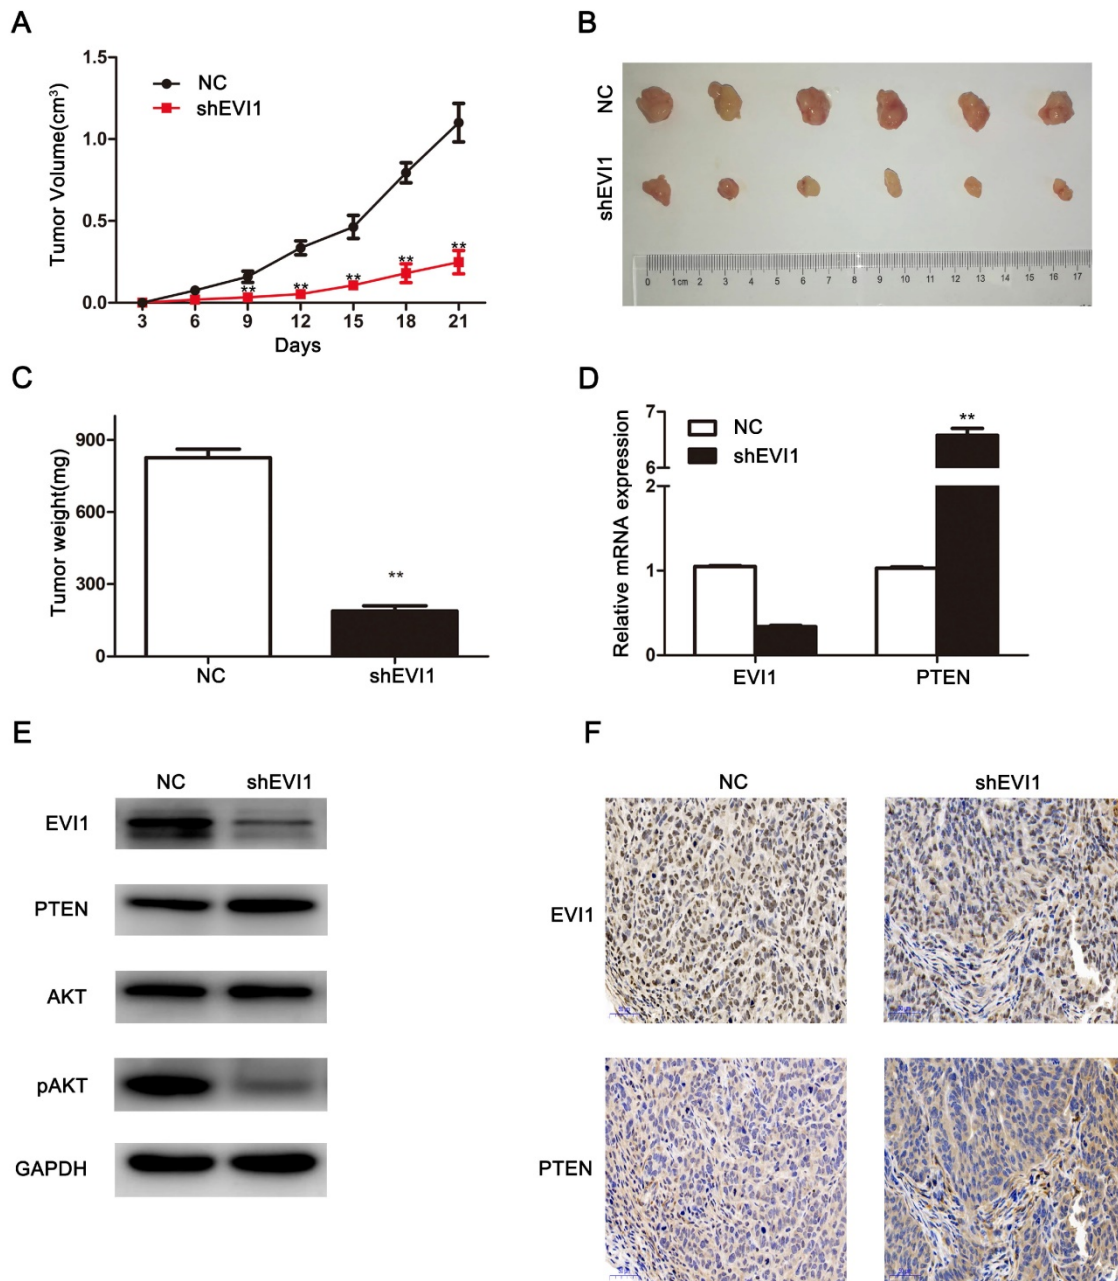 A
Tumor Volume(cm³)
1.5
1.0
0.5
0.0
NC
shEVI1
**
**
**
**
**
3 6 9 12 15 18 21
Days
B
NC
shEVI1
0 1cm 2 3 4 5 6 7 8 9 10 11 12 13 14 15 16 17
C
Tumor weight(mg)
900
600
300
0
**
NC shEVI1
D
Relative mRNA expression
7
6
2
1
0
NC
shEVI1
**
EVI1 PTEN
E
NC shEVI1
EVI1
PTEN
AKT
pAKT
GAPDH
F
NC shEVI1
EVI1
PTEN